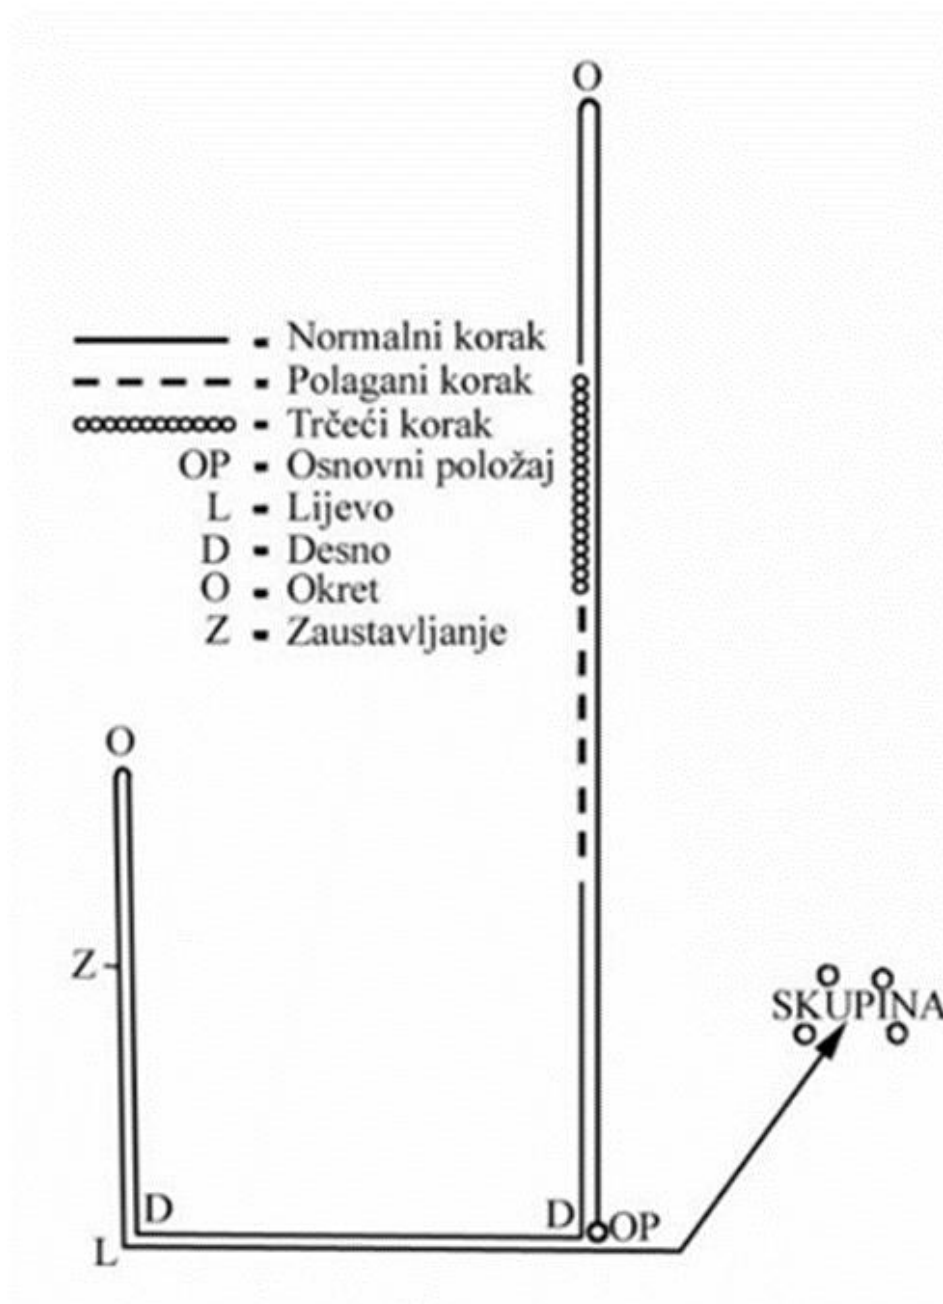 O
- Normalni korak
- Polagani korak
- Trčeći korak
OP - Osnovni položaj
L - Lijevo
D - Desno
O - Okret
Z - Zaustavljanje
O
Z
SKUPINA
D
D
OP
L